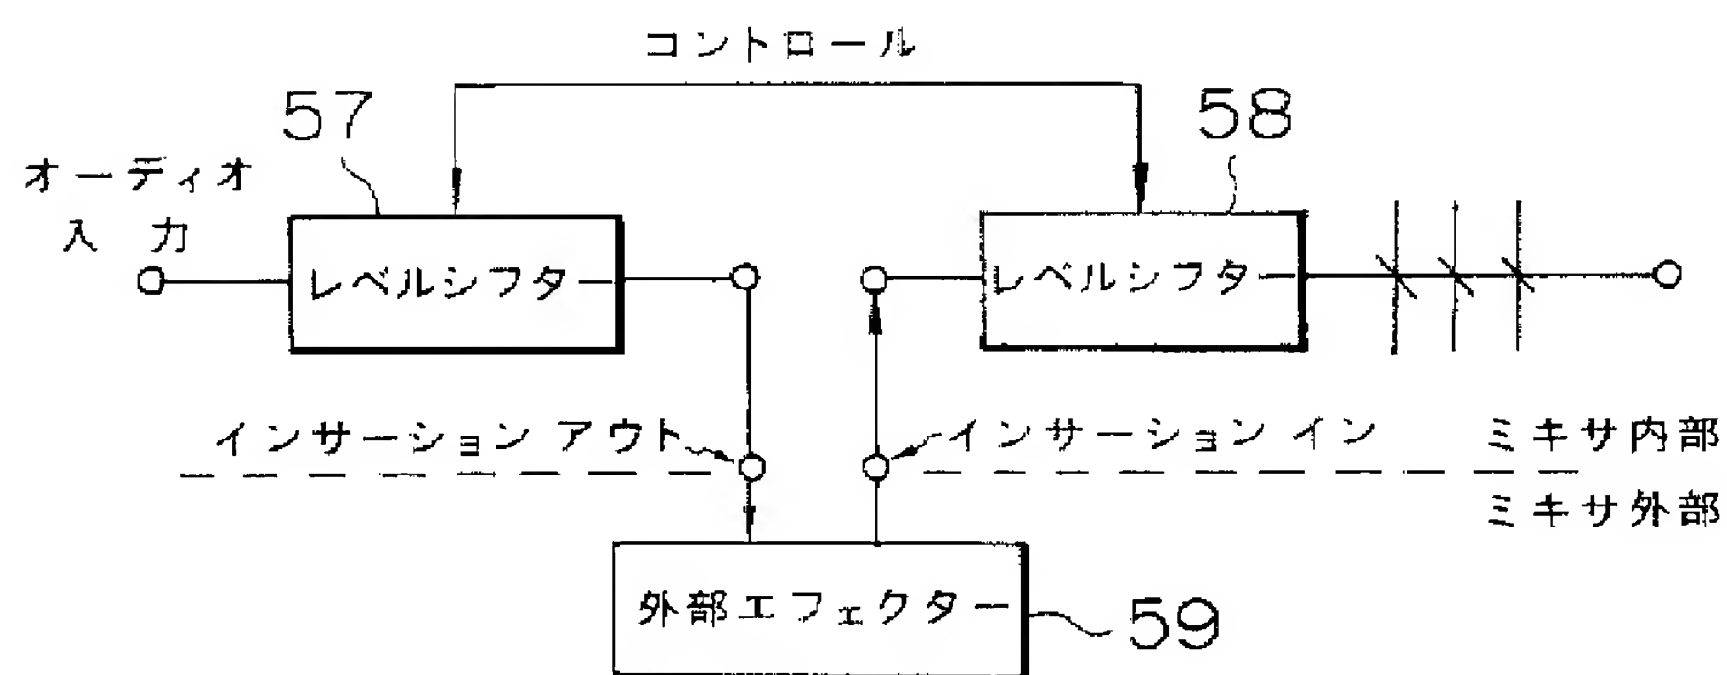 コントロール
57
58
オーディオ
入力
レベルシフター
レベルシフター
インサーション アウト
インサーション イン
ミキサ内部
ミキサ外部
外部エフェクター
59